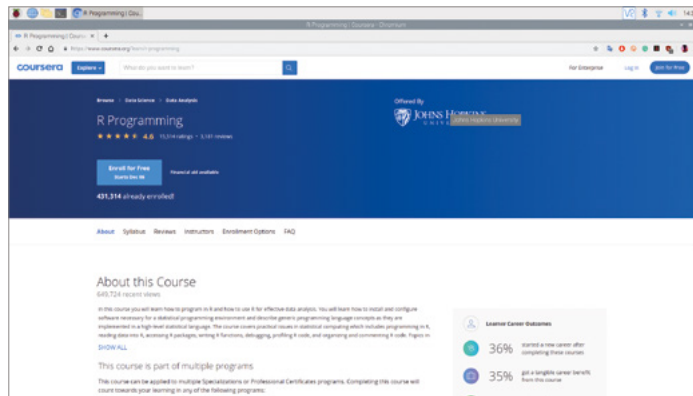 R Programming | Cou...
R Programming | Coursera - Chromium
R Programming | Course
coursera
Explore
What do you want to learn?
For Enterprise
Log In
Join for Free
Browse > Data Science > Data Analysis
R Programming
4.6
Enroll for Free
Starts Dec
Financial aid available
431,314 already enrolled!
Offered By
JOHNS HOPKINS
Johns Hopkins University
About Syllabus Reviews Instructors Enrollment Options FAQ
About this Course
649,724 recent views
In this course you will learn how to program in R and how to use R for effective data analysis. You will learn how to install and configure
software necessary for a statistical programming environment and describe generic programming language concepts as they are
implemented in a high-level statistical language. The course covers practical issues in statistical computing which includes programming in R,
reading data into R, accessing R packages, writing R functions, debugging, profiling R code, and organizing and commenting R code. Topics in
SHOW ALL
This course is part of multiple programs
This course can be applied to multiple Specializations or Professional Certificates programs. Completing this course will
count towards your learning in any of the following programs:
Learner Career Outcomes
36%
started a new career after
completing these courses
35%
got a tangible career benefit
from this course